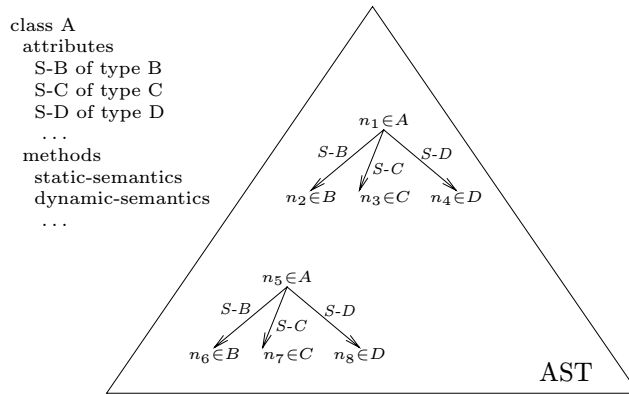 class A
attributes
S-B of type B
S-C of type C
S-D of type D
...
methods
static-semantics
dynamic-semantics
...
n₁∈A
S-B S-C S-D
n₂∈B n₃∈C n₄∈D
n₅∈A
S-B S-C S-D
n₆∈B n₇∈C n₈∈D
AST